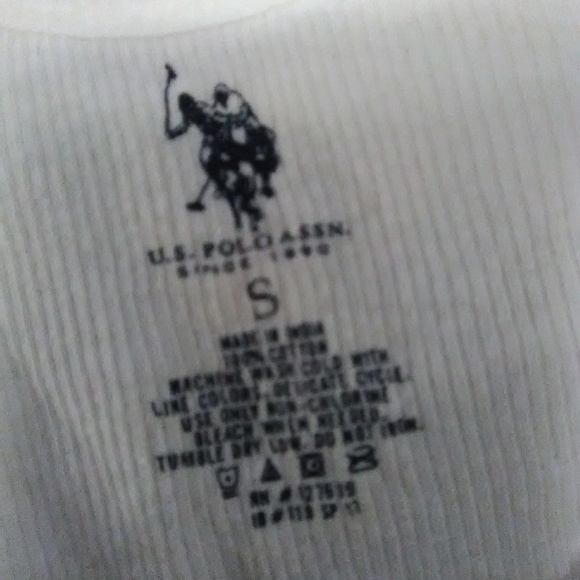 U.S. POLO ASSN.
SINCE 1890
S
MADE IN INDIA
100% COTTON
MACHINE WASH COLD WITH
LIKE COLORS. DELICATE CYCLE.
USE ONLY NON-CHLORINE
BLEACH WHEN NEEDED.
TUMBLE DRY LOW. DO NOT IRON.
RN #